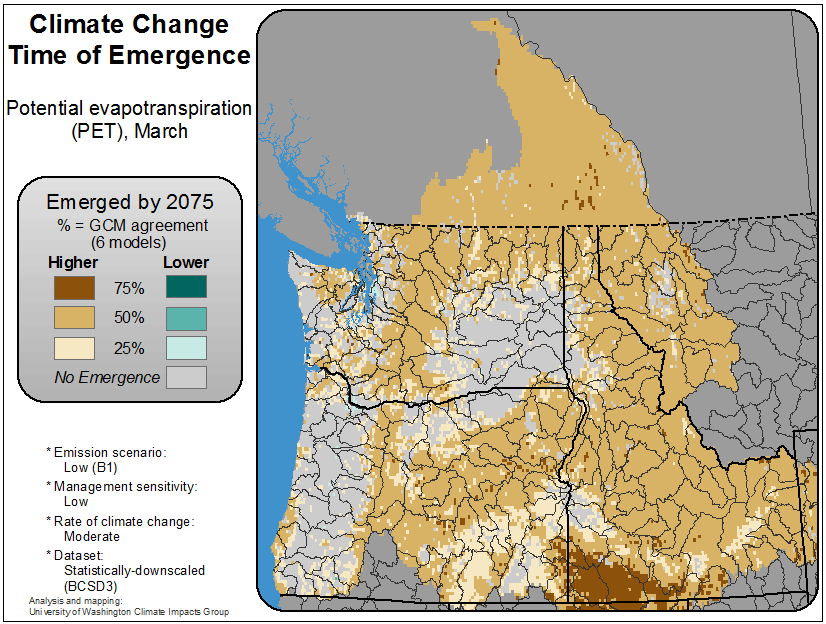 Climate Change
Time of Emergence
Potential evapotranspiration
(PET), March
Emerged by 2075
% = GCM agreement
(6 models)
Higher Lower
75%
50%
25%
No Emergence
* Emission scenario:
Low (B1)
* Management sensitivity:
Low
* Rate of climate change:
Moderate
* Dataset:
Statistically-downscaled
(BCSD3)
Analysis and mapping:
University of Washington Climate Impacts Group